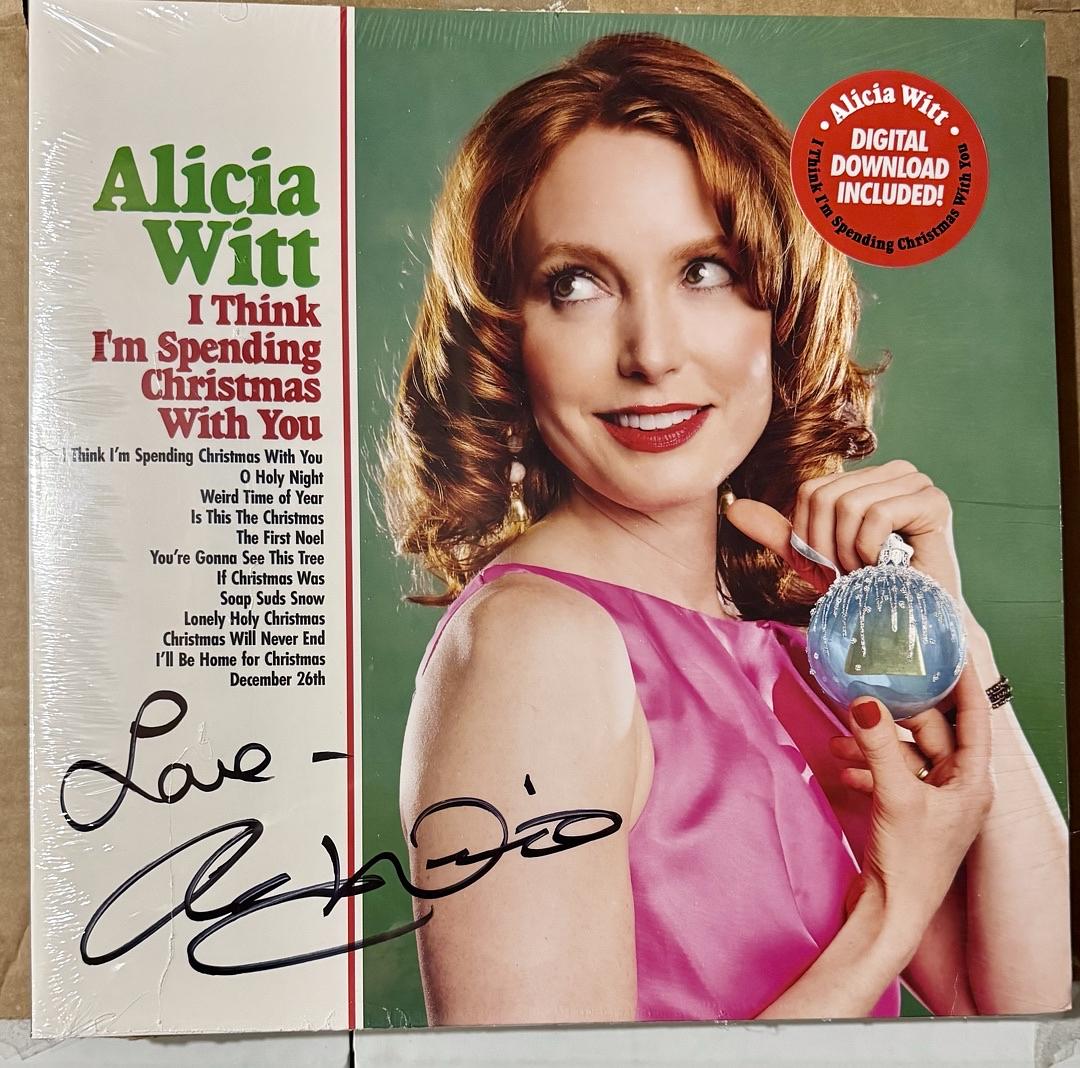 Alicia
Witt
I Think
I'm Spending
Christmas
With You
I Think I'm Spending Christmas With You
O Holy Night
Weird Time of Year
Is This The Christmas
The First Noel
You're Gonna See This Tree
If Christmas Was
Soap Suds Snow
Lonely Holy Christmas
Christmas Will Never End
I'll Be Home for Christmas
December 26th
Love -
• Alicia Witt •
DIGITAL
DOWNLOAD
INCLUDED!
I Think I'm Spending Christmas With You